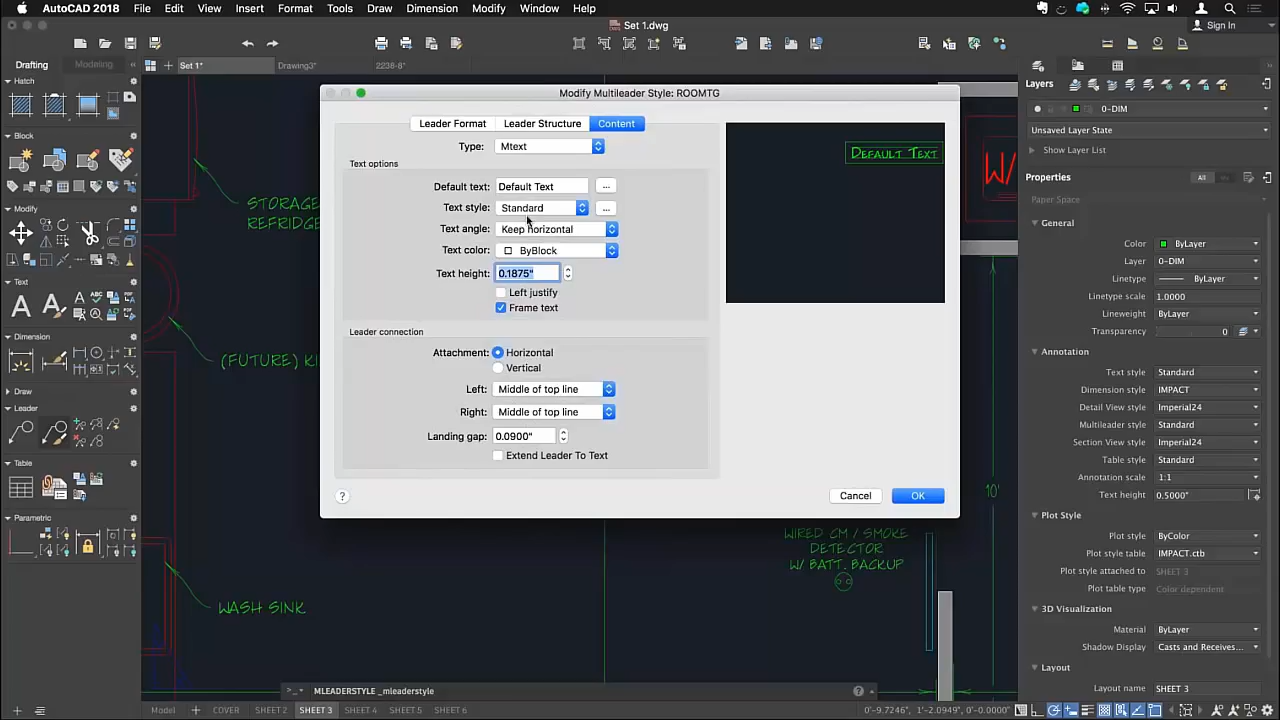 AutoCAD 2018 File Edit View Insert Format Tools Draw Dimension Modify Window Help
Set 1.dwg
Sign In
Drafting Modeling
Set 1* Drawing3* 2238-8"
Hatch
Block
Modify
Text
Dimension
Draw
Leader
Table
Parametric
STORAGE
REFRIDGE
(FUTURE) KI
WASH SINK
Modify Multileader Style: ROOMTG
Leader Format Leader Structure Content
Type: Mtext
Text options
Default text: Default Text ...
Text style: Standard ...
Text angle: Keep horizontal
Text color: ByBlock
Text height: 0.1875"
Left justify
Frame text
Leader connection
Attachment: Horizontal
Vertical
Left: Middle of top line
Right: Middle of top line
Landing gap: 0.0900"
Extend Leader To Text
Default Text
? Cancel OK
W/
10'
WIRED CM / SMOKE
DETECTOR
W/ BATT. BACKUP
Layers
0-DIM
Unsaved Layer State
Show Layer List
Properties All
Paper Space
General
Color ByLayer
Layer 0-DIM
Linetype ByLayer
Linetype scale 1.0000
Lineweight ByLayer
Transparency 0
Annotation
Text style Standard
Dimension style IMPACT
Detail View style Imperial24
Multileader style Standard
Section View style Imperial24
Table style Standard
Annotation scale 1:1
Text height 0.5000"
Plot Style
Plot style ByColor
Plot style table IMPACT.ctb
Plot style attached to SHEET 3
Plot table type Color dependent
3D Visualization
Material ByLayer
Shadow Display Casts and Receives...
Layout
Layout name SHEET 3
>_ MLEADERSTYLE _mleaderstyle
Model COVER SHEET 2 SHEET 3 SHEET 4 SHEET 5 SHEET 6
0'-9.7246", 1'-2.0949", 0'-0.0000"